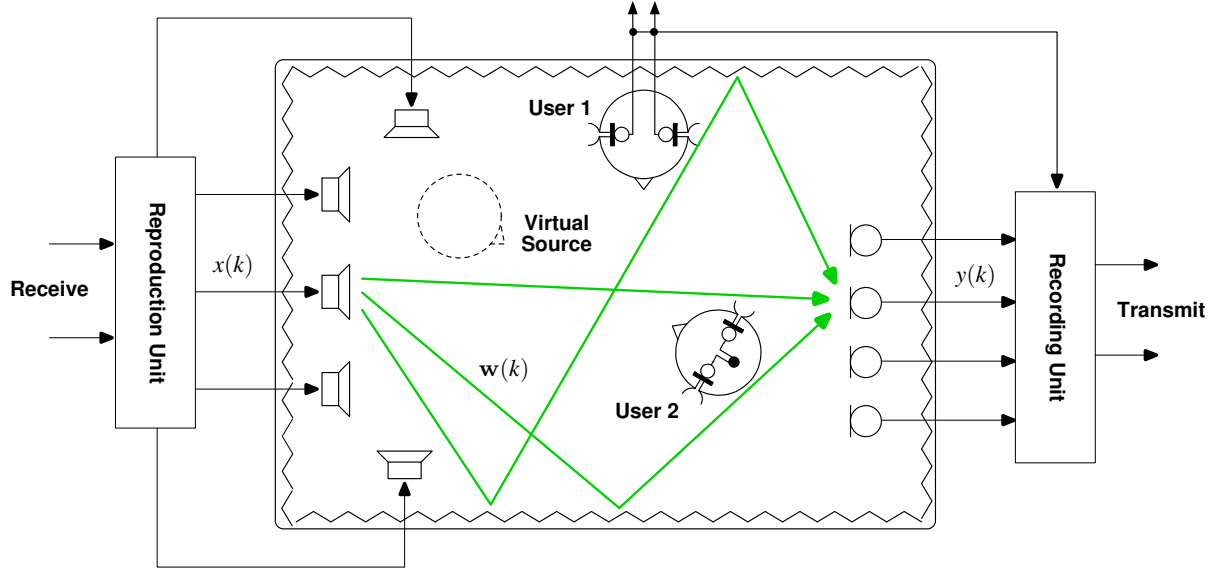 Reproduction Unit
Receive
x(k)
User 1
Virtual
Source
w(k)
User 2
y(k)
Recording Unit
Transmit